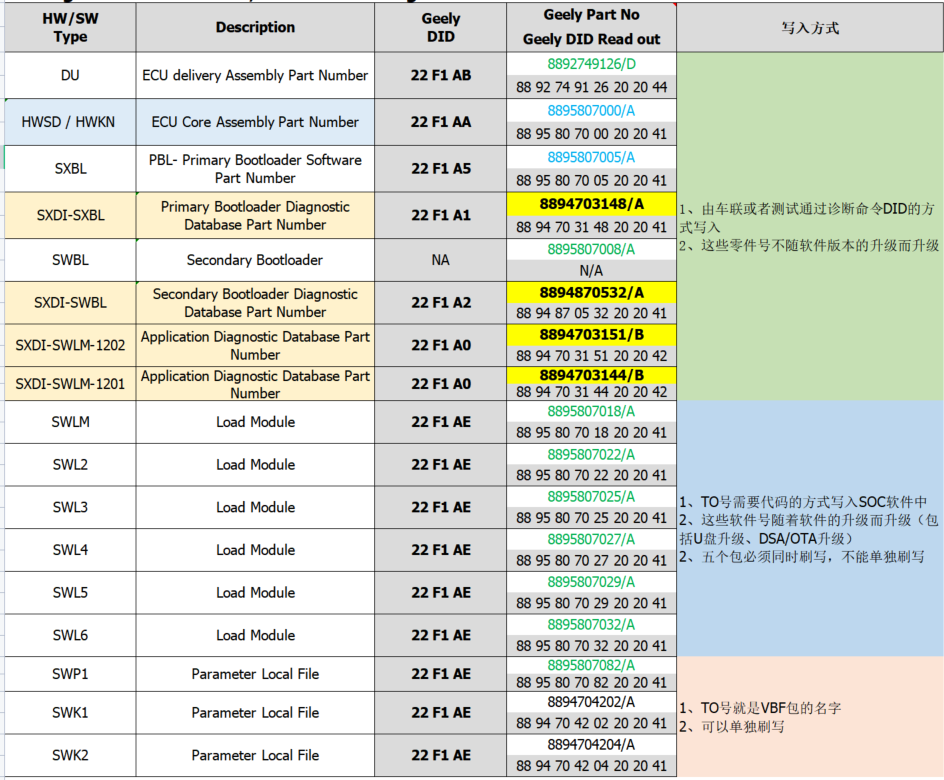 HW/SW
Type
Description
Geely
DID
Geely Part No
Geely DID Read out
写入方式
DU
ECU delivery Assembly Part Number
22 F1 AB
8892749126/D
88 92 74 91 26 20 20 44
HWSD / HWKN
ECU Core Assembly Part Number
22 F1 AA
8895807000/A
88 95 80 70 00 20 20 41
SXBL
PBL- Primary Bootloader Software
Part Number
22 F1 A5
8895807005/A
88 95 80 70 05 20 20 41
SXDI-SXBL
Primary Bootloader Diagnostic
Database Part Number
22 F1 A1
8894703148/A
88 94 70 31 48 20 20 41
1、由车联或者测试通过诊断命令DID的方
式写入
2、这些零件号不随软件版本的升级而升级
SWBL
Secondary Bootloader
NA
8895807008/A
N/A
SXDI-SWBL
Secondary Bootloader Diagnostic
Database Part Number
22 F1 A2
8894870532/A
88 94 87 05 32 20 20 41
SXDI-SWLM-1202
Application Diagnostic Database Part
Number
22 F1 A0
8894703151/B
88 94 70 31 51 20 20 42
SXDI-SWLM-1201
Application Diagnostic Database Part
Number
22 F1 A0
8894703144/B
88 94 70 31 44 20 20 42
SWLM
Load Module
22 F1 AE
8895807018/A
88 95 80 70 18 20 20 41
SWL2
Load Module
22 F1 AE
8895807022/A
88 95 80 70 22 20 20 41
SWL3
Load Module
22 F1 AE
8895807025/A
88 95 80 70 25 20 20 41
1、TO号需要代码的方式写入SOC软件中
2、这些软件号随着软件的升级而升级（包
括U盘升级、DSA/OTA升级）
2、五个包必须同时刷写，不能单独刷写
SWL4
Load Module
22 F1 AE
8895807027/A
88 95 80 70 27 20 20 41
SWL5
Load Module
22 F1 AE
8895807029/A
88 95 80 70 29 20 20 41
SWL6
Load Module
22 F1 AE
8895807032/A
88 95 80 70 32 20 20 41
SWP1
Parameter Local File
22 F1 AE
8895807082/A
88 95 80 70 82 20 20 41
SWK1
Parameter Local File
22 F1 AE
8894704202/A
88 94 70 42 02 20 20 41
1、TO号就是VBF包的名字
2、可以单独刷写
SWK2
Parameter Local File
22 F1 AE
8894704204/A
88 94 70 42 04 20 20 41